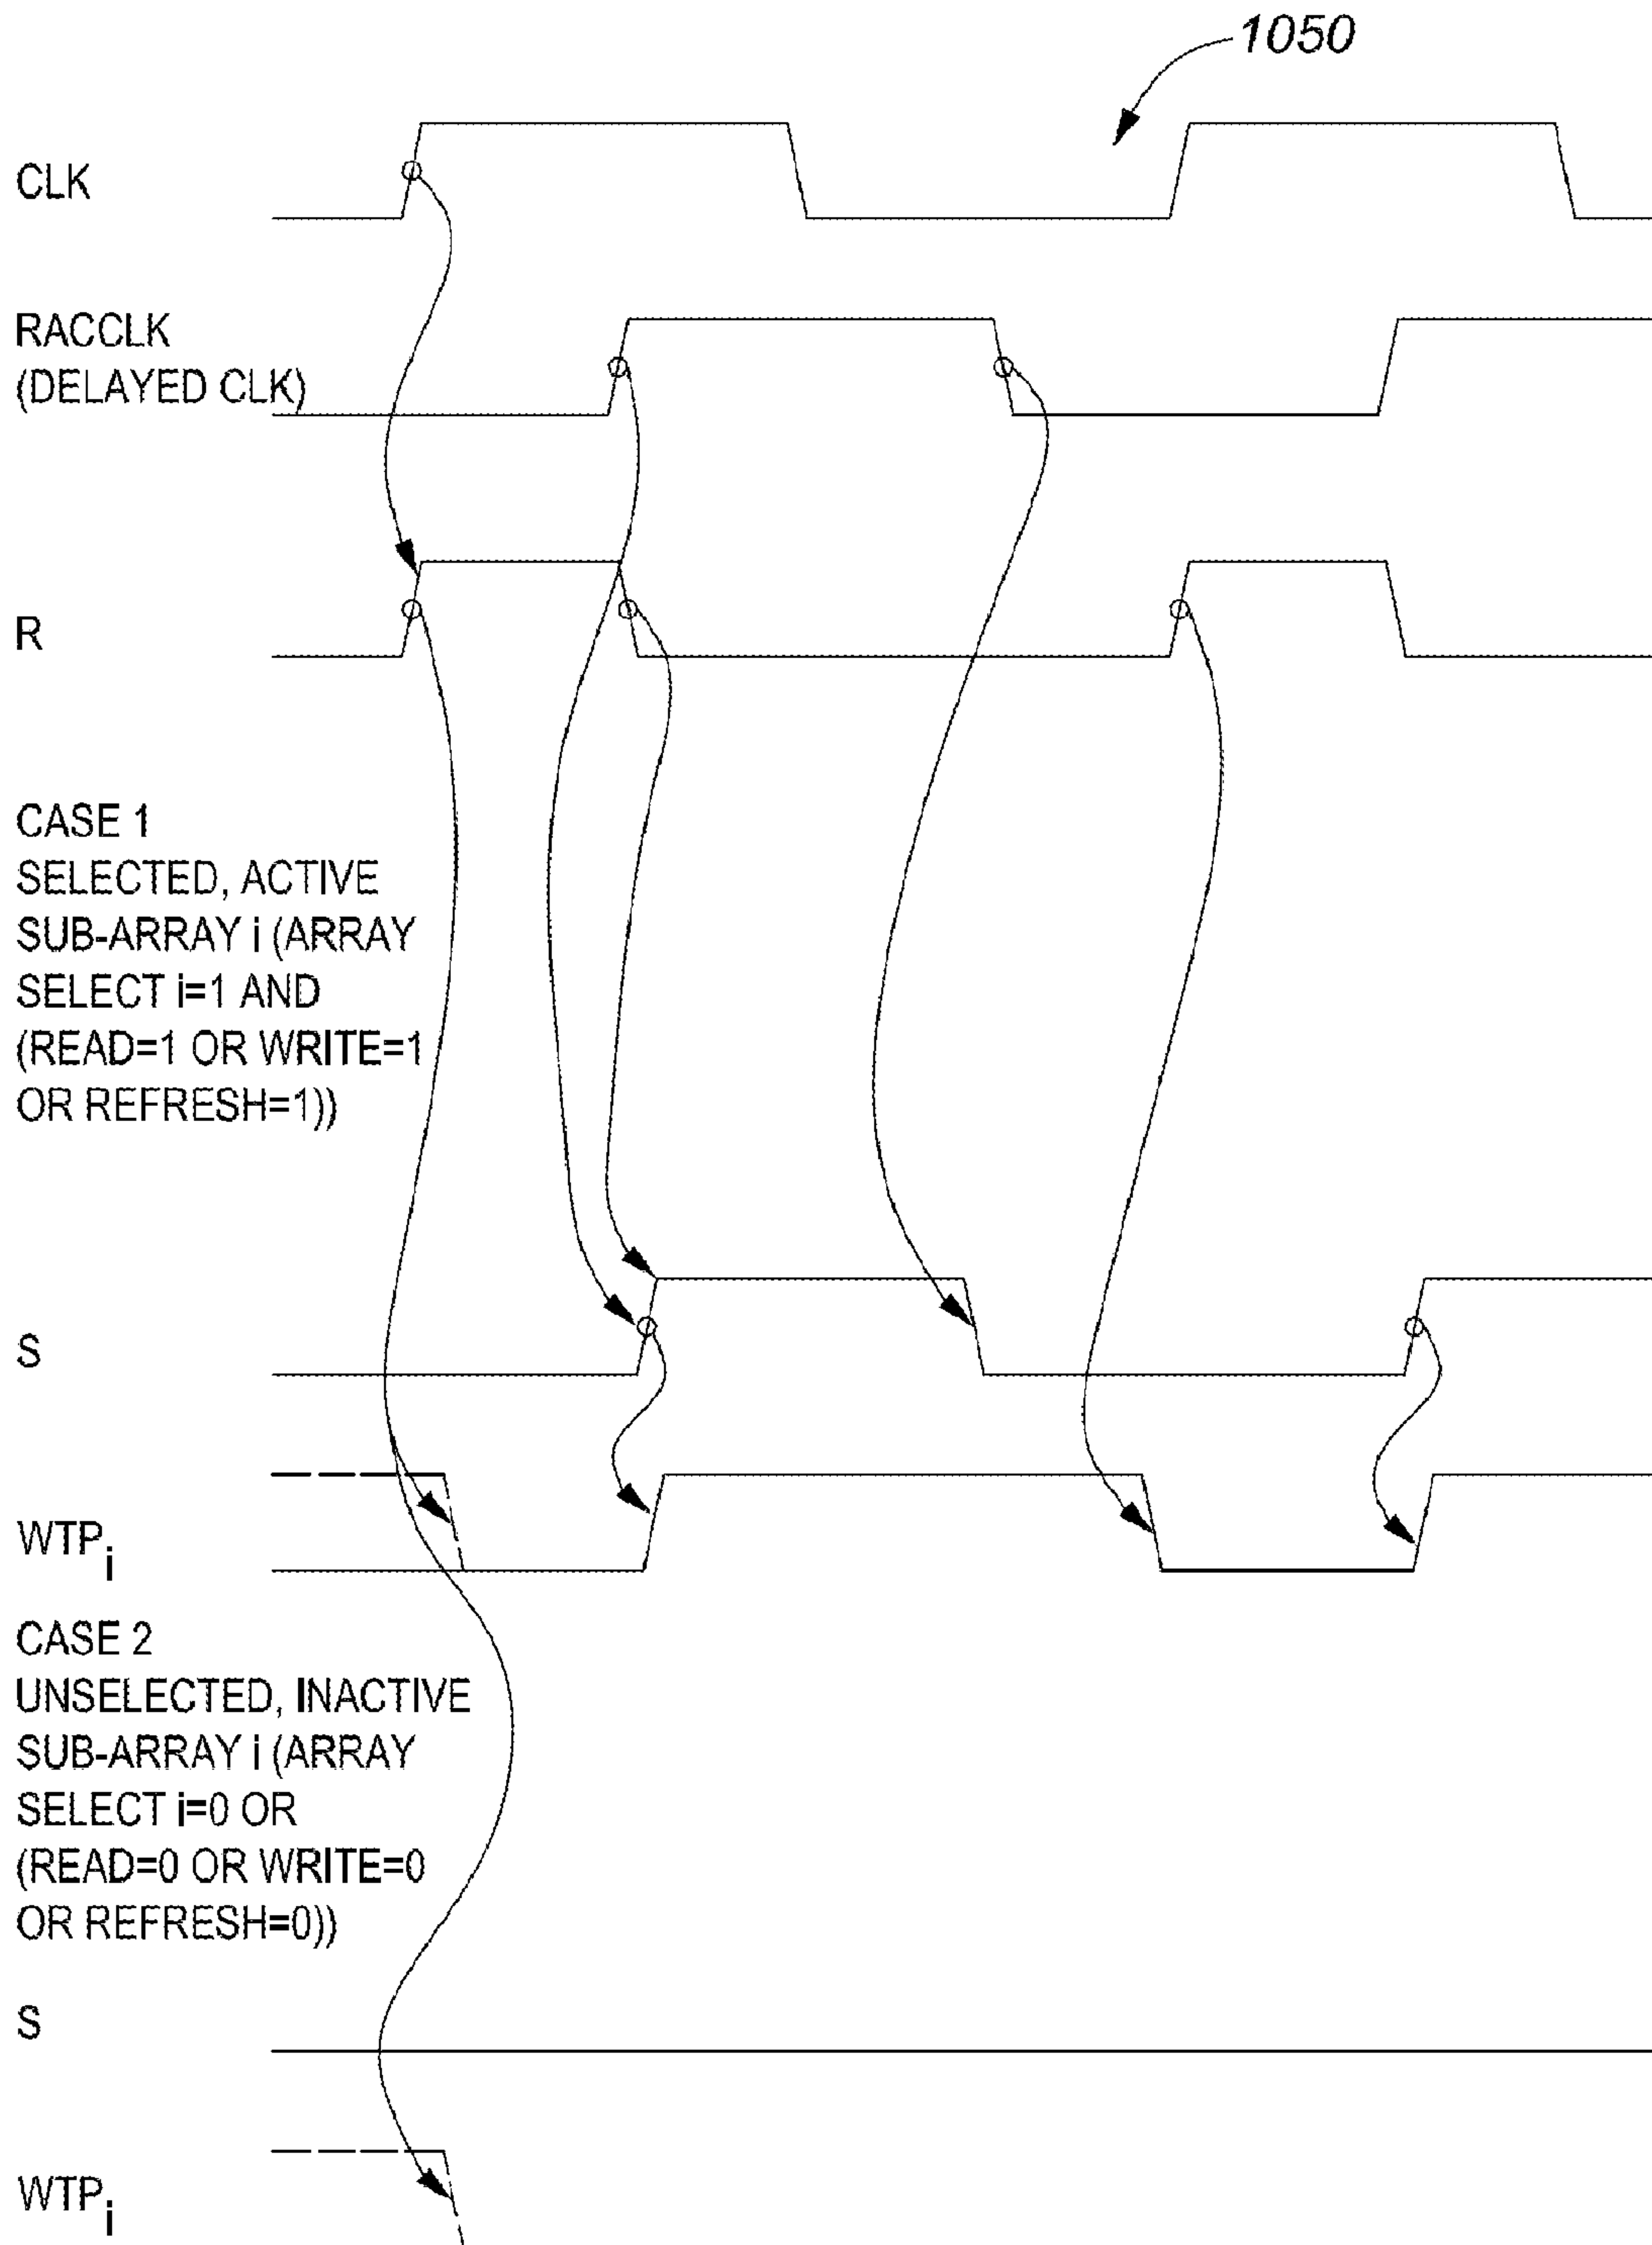 1050
CLK
RACCLK
(DELAYED CLK)
R
CASE 1
SELECTED, ACTIVE
SUB-ARRAY i (ARRAY
SELECT i=1 AND
(READ=1 OR WRITE=1
OR REFRESH=1))
S
WTPi
CASE 2
UNSELECTED, INACTIVE
SUB-ARRAY i (ARRAY
SELECT i=0 OR
(READ=0 OR WRITE=0
OR REFRESH=0))
S
WTPi